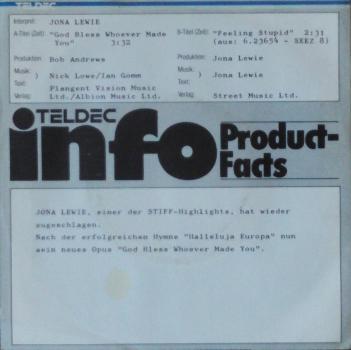 TELDEC
Interpret: JONA LEWIE
A-Titel (Zeit): "God Bless Whoever Made You" 3:32
B-Titel (Zeit): "Feeling Stupid" 2:31 (aus: 6.23654 - SEEZ 8)
Produktion: Bob Andrews
Produktion: Jona Lewie
Musik: ) Nick Lowe/Ian Gomm
Text:
Musik: ) Jona Lewie
Text:
Verlag: Plangent Vision Music Ltd./Albion Music Ltd.
Verlag: Street Music Ltd.
TELDEC
info Product-
Facts
JONA LEWIE, einer der STIFF-Highlights, hat wieder
zugeschlagen.
Nach der erfolgreichen Hymne "Halleluja Europa" nun
sein neues Opus "God Bless Whoever Made You".